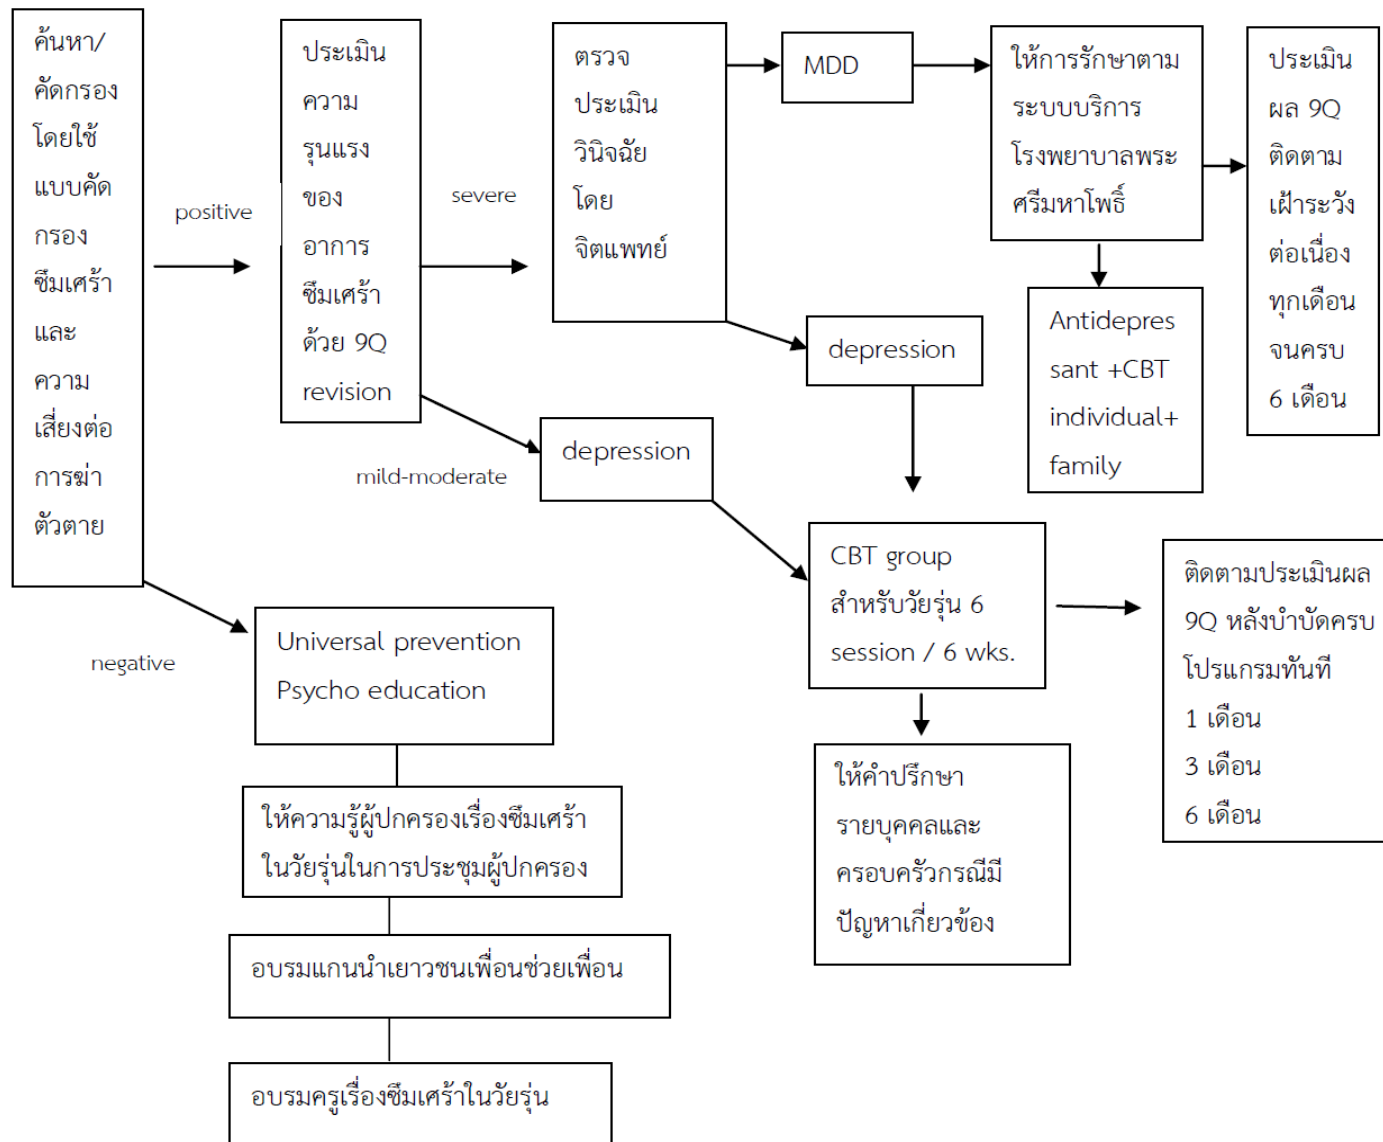 ค้นหา/
คัดกรอง
โดยใช้
แบบคัด
กรอง
ซึมเศร้า
และ
ความ
เสี่ยงต่อ
การฆ่า
ตัวตาย
positive
negative
ประเมิน
ความ
รุนแรง
ของ
อาการ
ซึมเศร้า
ด้วย 9Q
revision
severe
mild-moderate
ตรวจ
ประเมิน
วินิจฉัย
โดย
จิตแพทย์
MDD
ให้การรักษาตาม
ระบบบริการ
โรงพยาบาลพระ
ศรีมหาโพธิ์
ประเมิน
ผล 9Q
ติดตาม
เฝ้าระวัง
ต่อเนื่อง
ทุกเดือน
จนครบ
6 เดือน
Antidepres
sant +CBT
individual+
family
depression
depression
CBT group
สำหรับวัยรุ่น 6
session / 6 wks.
ติดตามประเมินผล
9Q หลังบำบัดครบ
โปรแกรมทันที
1 เดือน
3 เดือน
6 เดือน
ให้คำปรึกษา
รายบุคคลและ
ครอบครัวกรณีมี
ปัญหาเกี่ยวข้อง
Universal prevention
Psycho education
ให้ความรู้ผู้ปกครองเรื่องซึมเศร้า
ในวัยรุ่นในการประชุมผู้ปกครอง
อบรมแกนนำเยาวชนเพื่อนช่วยเพื่อน
อบรมครูเรื่องซึมเศร้าในวัยรุ่น